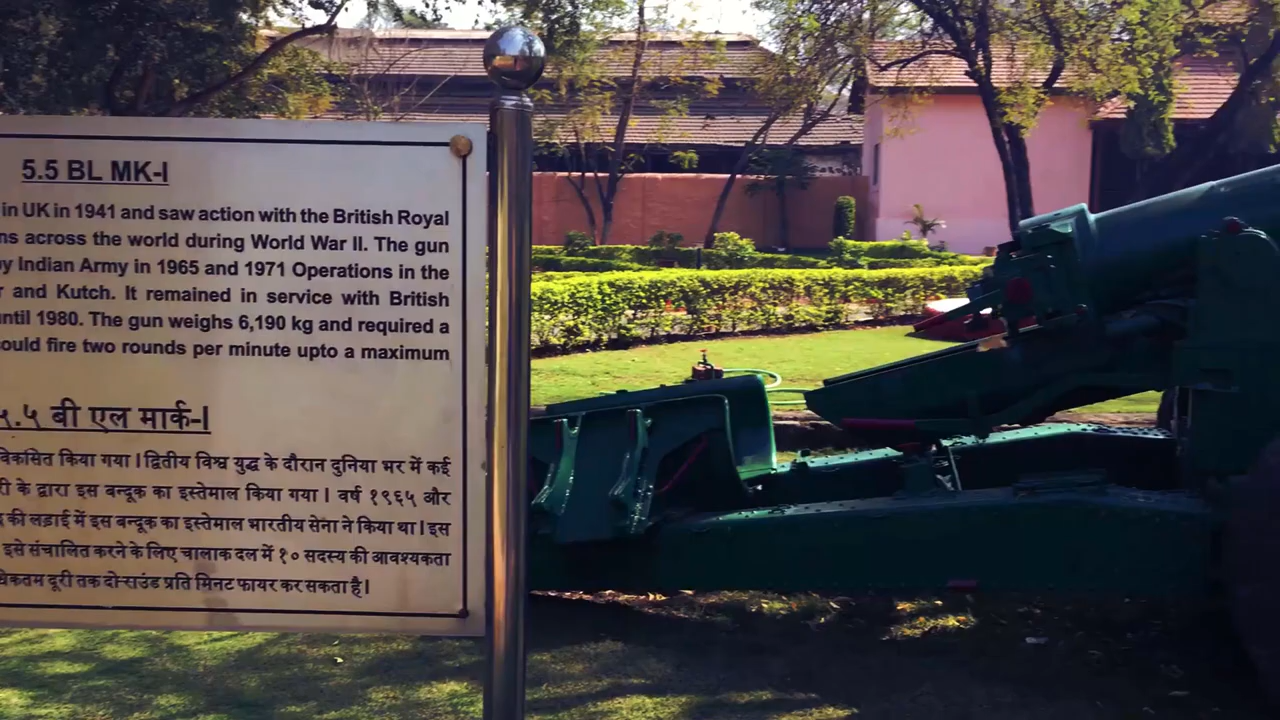 5.5 BL MK-I
in UK in 1941 and saw action with the British Royal
across the world during World War II. The gun
Indian Army in 1965 and 1971 Operations in the
and Kutch. It remained in service with British
until 1980. The gun weighs 6,190 kg and required a
could fire two rounds per minute upto a maximum
५.५ बी एल मार्क-I
विकसित किया गया । द्वितीय विश्व युद्ध के दौरान दुनिया भर में कई
के द्वारा इस बन्दूक का इस्तेमाल किया गया । वर्ष १९६५ और
की लड़ाई में इस बन्दूक का इस्तेमाल भारतीय सेना ने किया था । इस
इसे संचालित करने के लिए चालाक दल में १० सदस्य की आवश्यकता
दूरी तक दो राउंड प्रति मिनट फायर कर सकता है ।